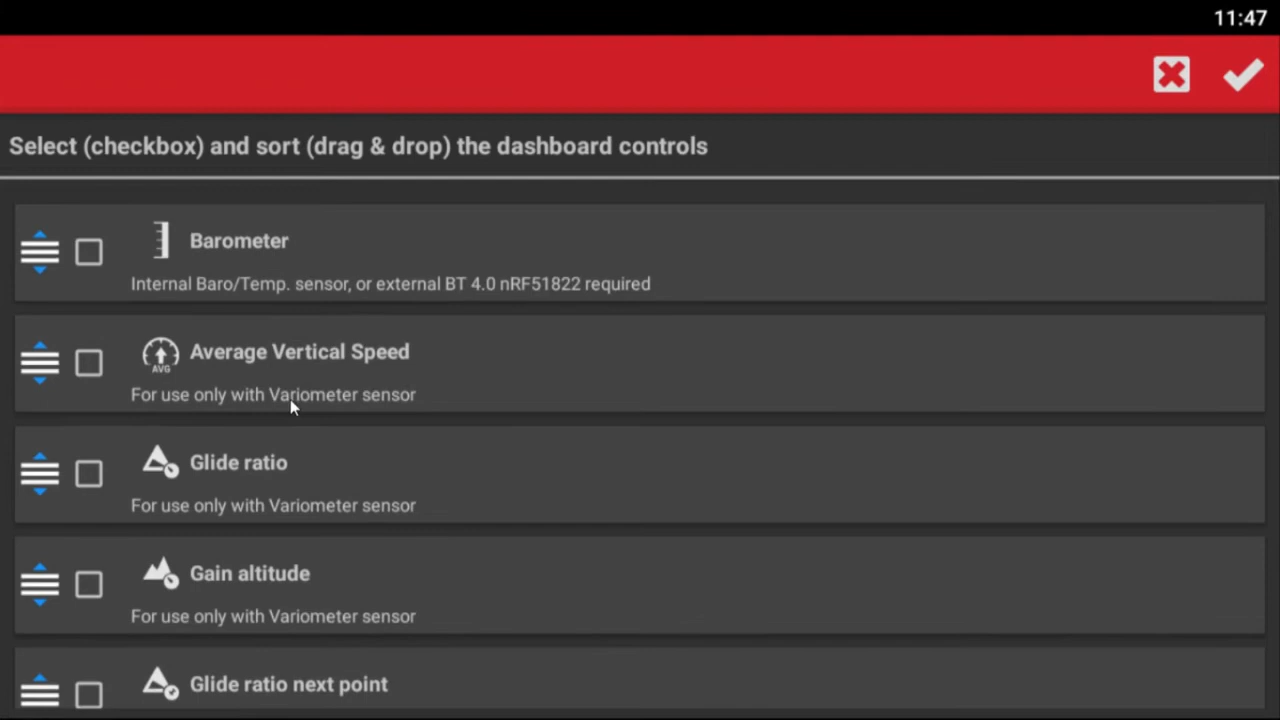 11:47
Select (checkbox) and sort (drag & drop) the dashboard controls
Barometer
Internal Baro/Temp. sensor, or external BT 4.0 nRF51822 required
AVG
Average Vertical Speed
For use only with Variometer sensor
Glide ratio
For use only with Variometer sensor
Gain altitude
For use only with Variometer sensor
Glide ratio next point